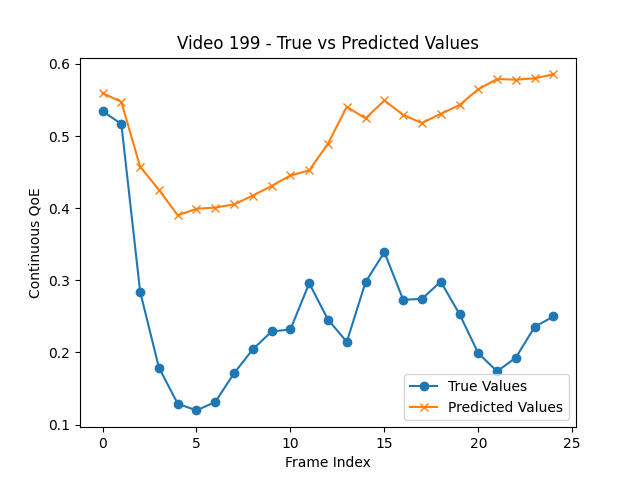 Video 199 - True vs Predicted Values
Continuous QoE
0.6
0.5
0.4
0.3
0.2
0.1
0
5
10
15
20
25
Frame Index
True Values
Predicted Values